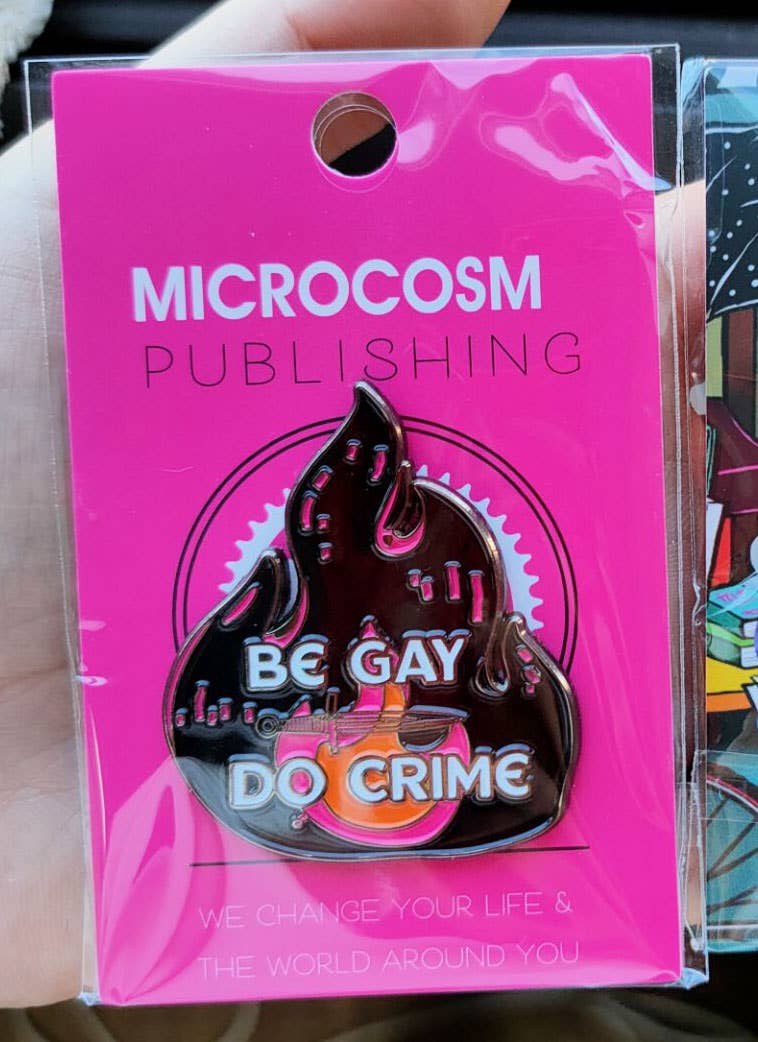 MICROCOSM
PUBLISHING
BE GAY
DO CRIME
WE CHANGE YOUR LIFE &
THE WORLD AROUND YOU